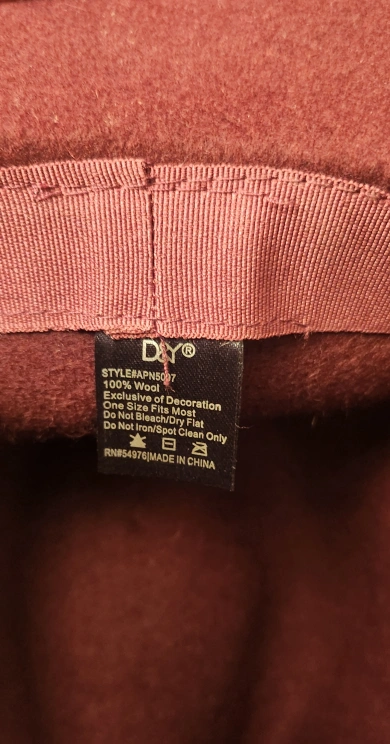 D&Y®
STYLE#APN5097
100% Wool
Exclusive of Decoration
One Size Fits Most
Do Not Bleach/Dry Flat
Do Not Iron/Spot Clean Only
RN#54976|MADE IN CHINA